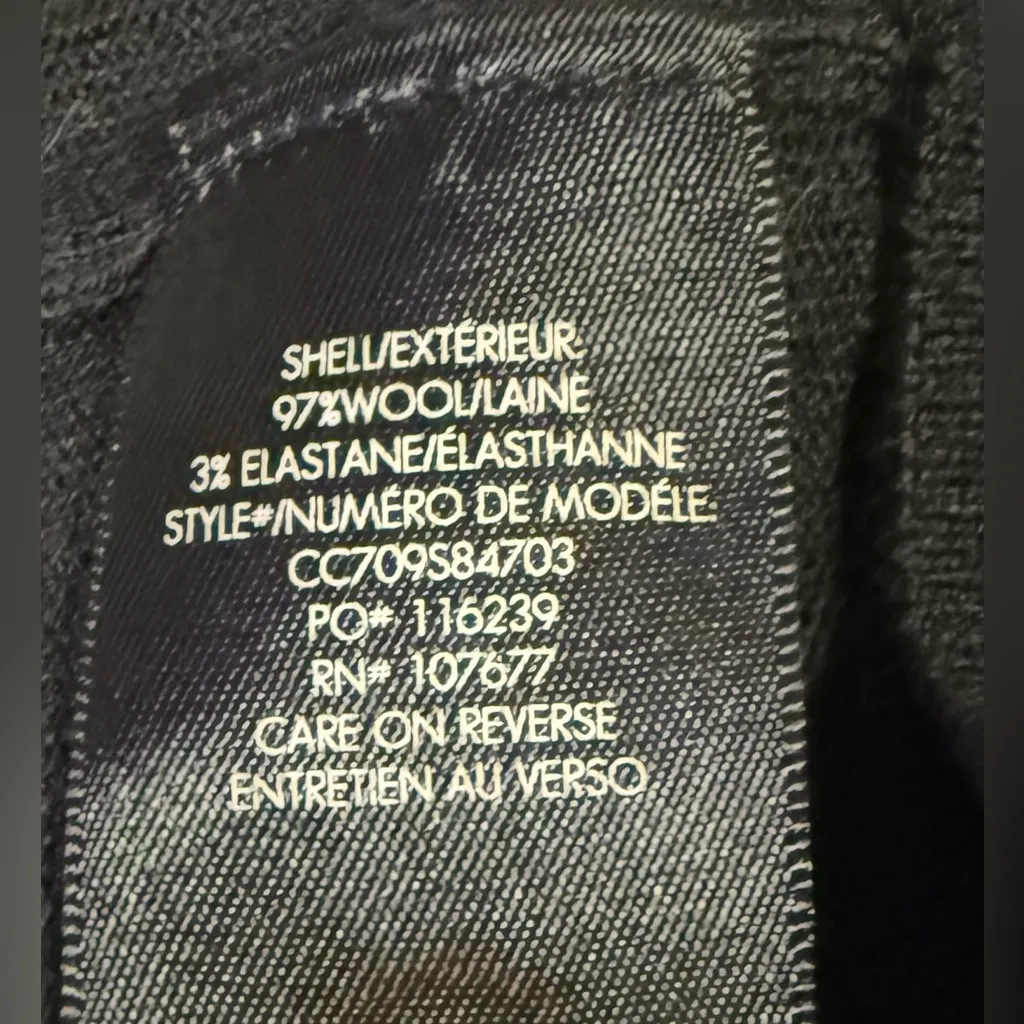 SHELL/EXTÉRIEUR:
97%WOOL/LAINE
3% ELASTANE/ÉLASTHANNE
STYLE#/NUMÉRO DE MODÉLE:
CC709S84703
PO# 116239
RN# 107677
CARE ON REVERSE
ENTRETIEN AU VERSO